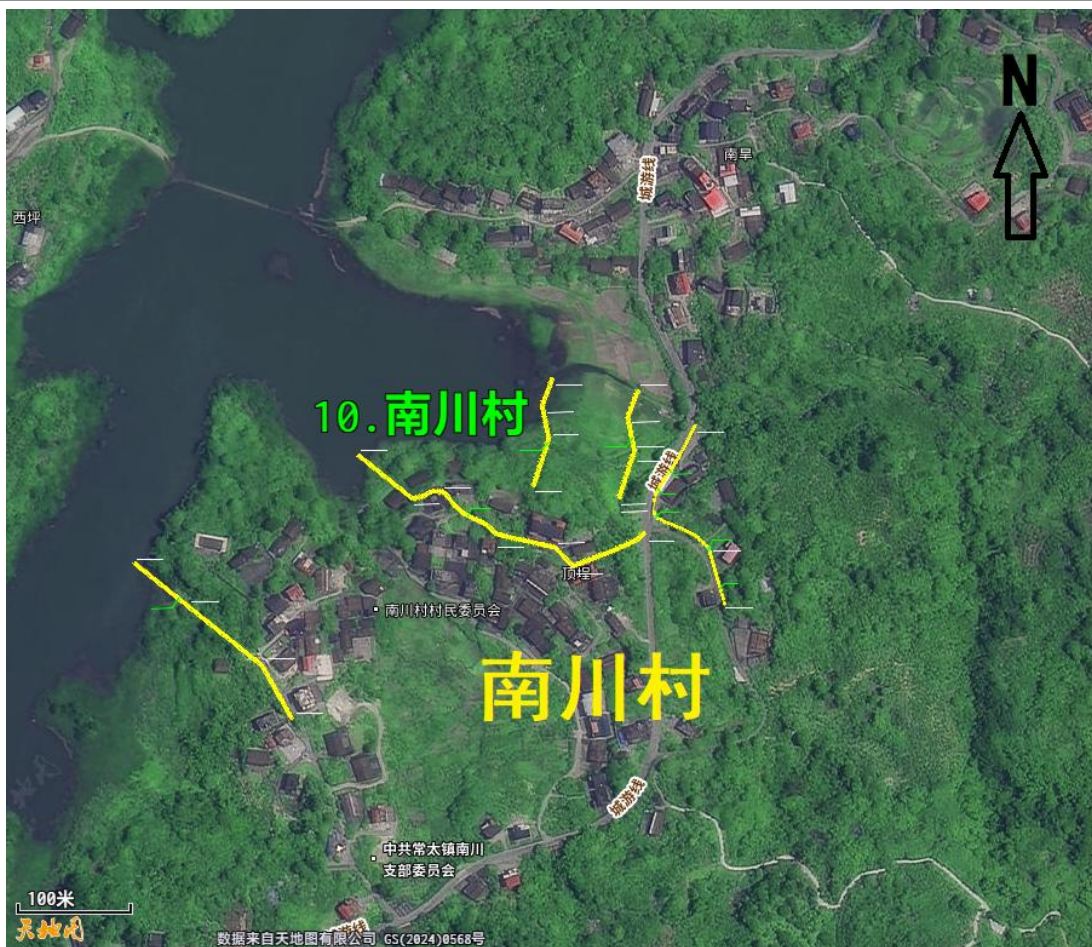 N
城游线
南旱
西坪
10.南川村
城游线
顶埕
南川村村民委员会
南川村
城游线
中共常太镇南川
支部委员会
100米
天地图
游线
数据来自天地图有限公司 GS(2024)0568号